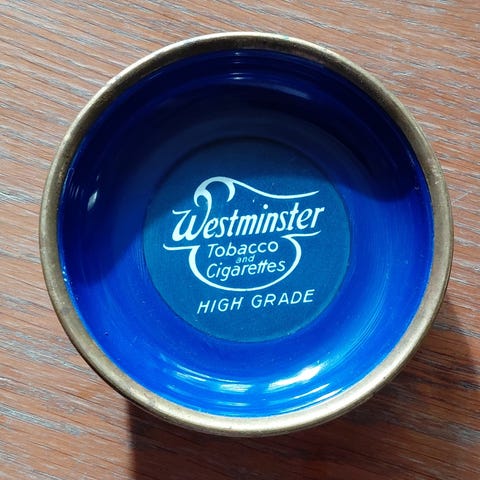 Westminster
Tobacco
and
Cigarettes
HIGH GRADE